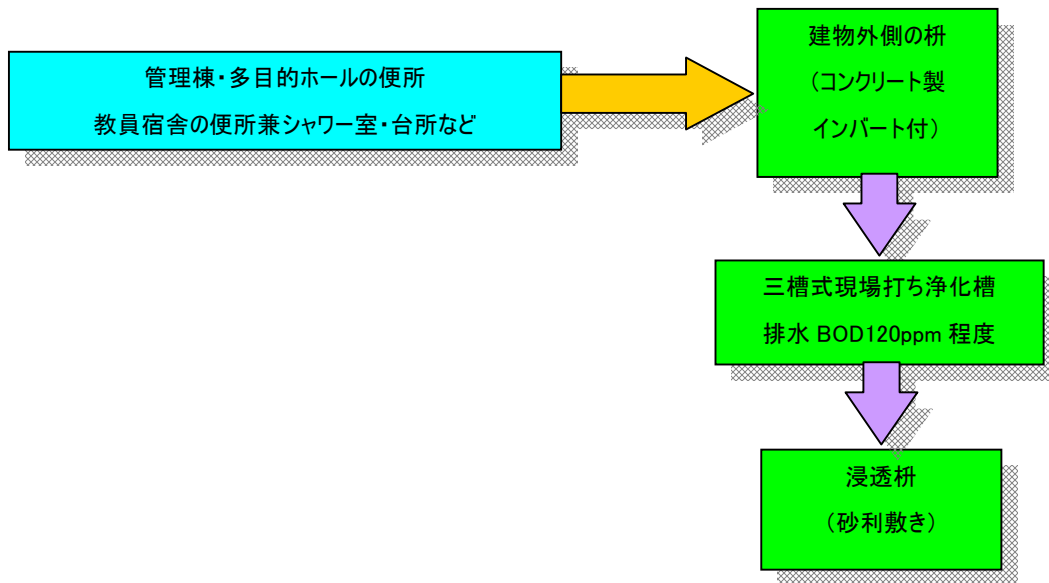 管理棟・多目的ホールの便所
教員宿舎の便所兼シャワー室・台所など
建物外側の枡
（コンクリート製
インバート付）
三槽式現場打ち浄化槽
排水 BOD120ppm 程度
浸透枡
（砂利敷き）